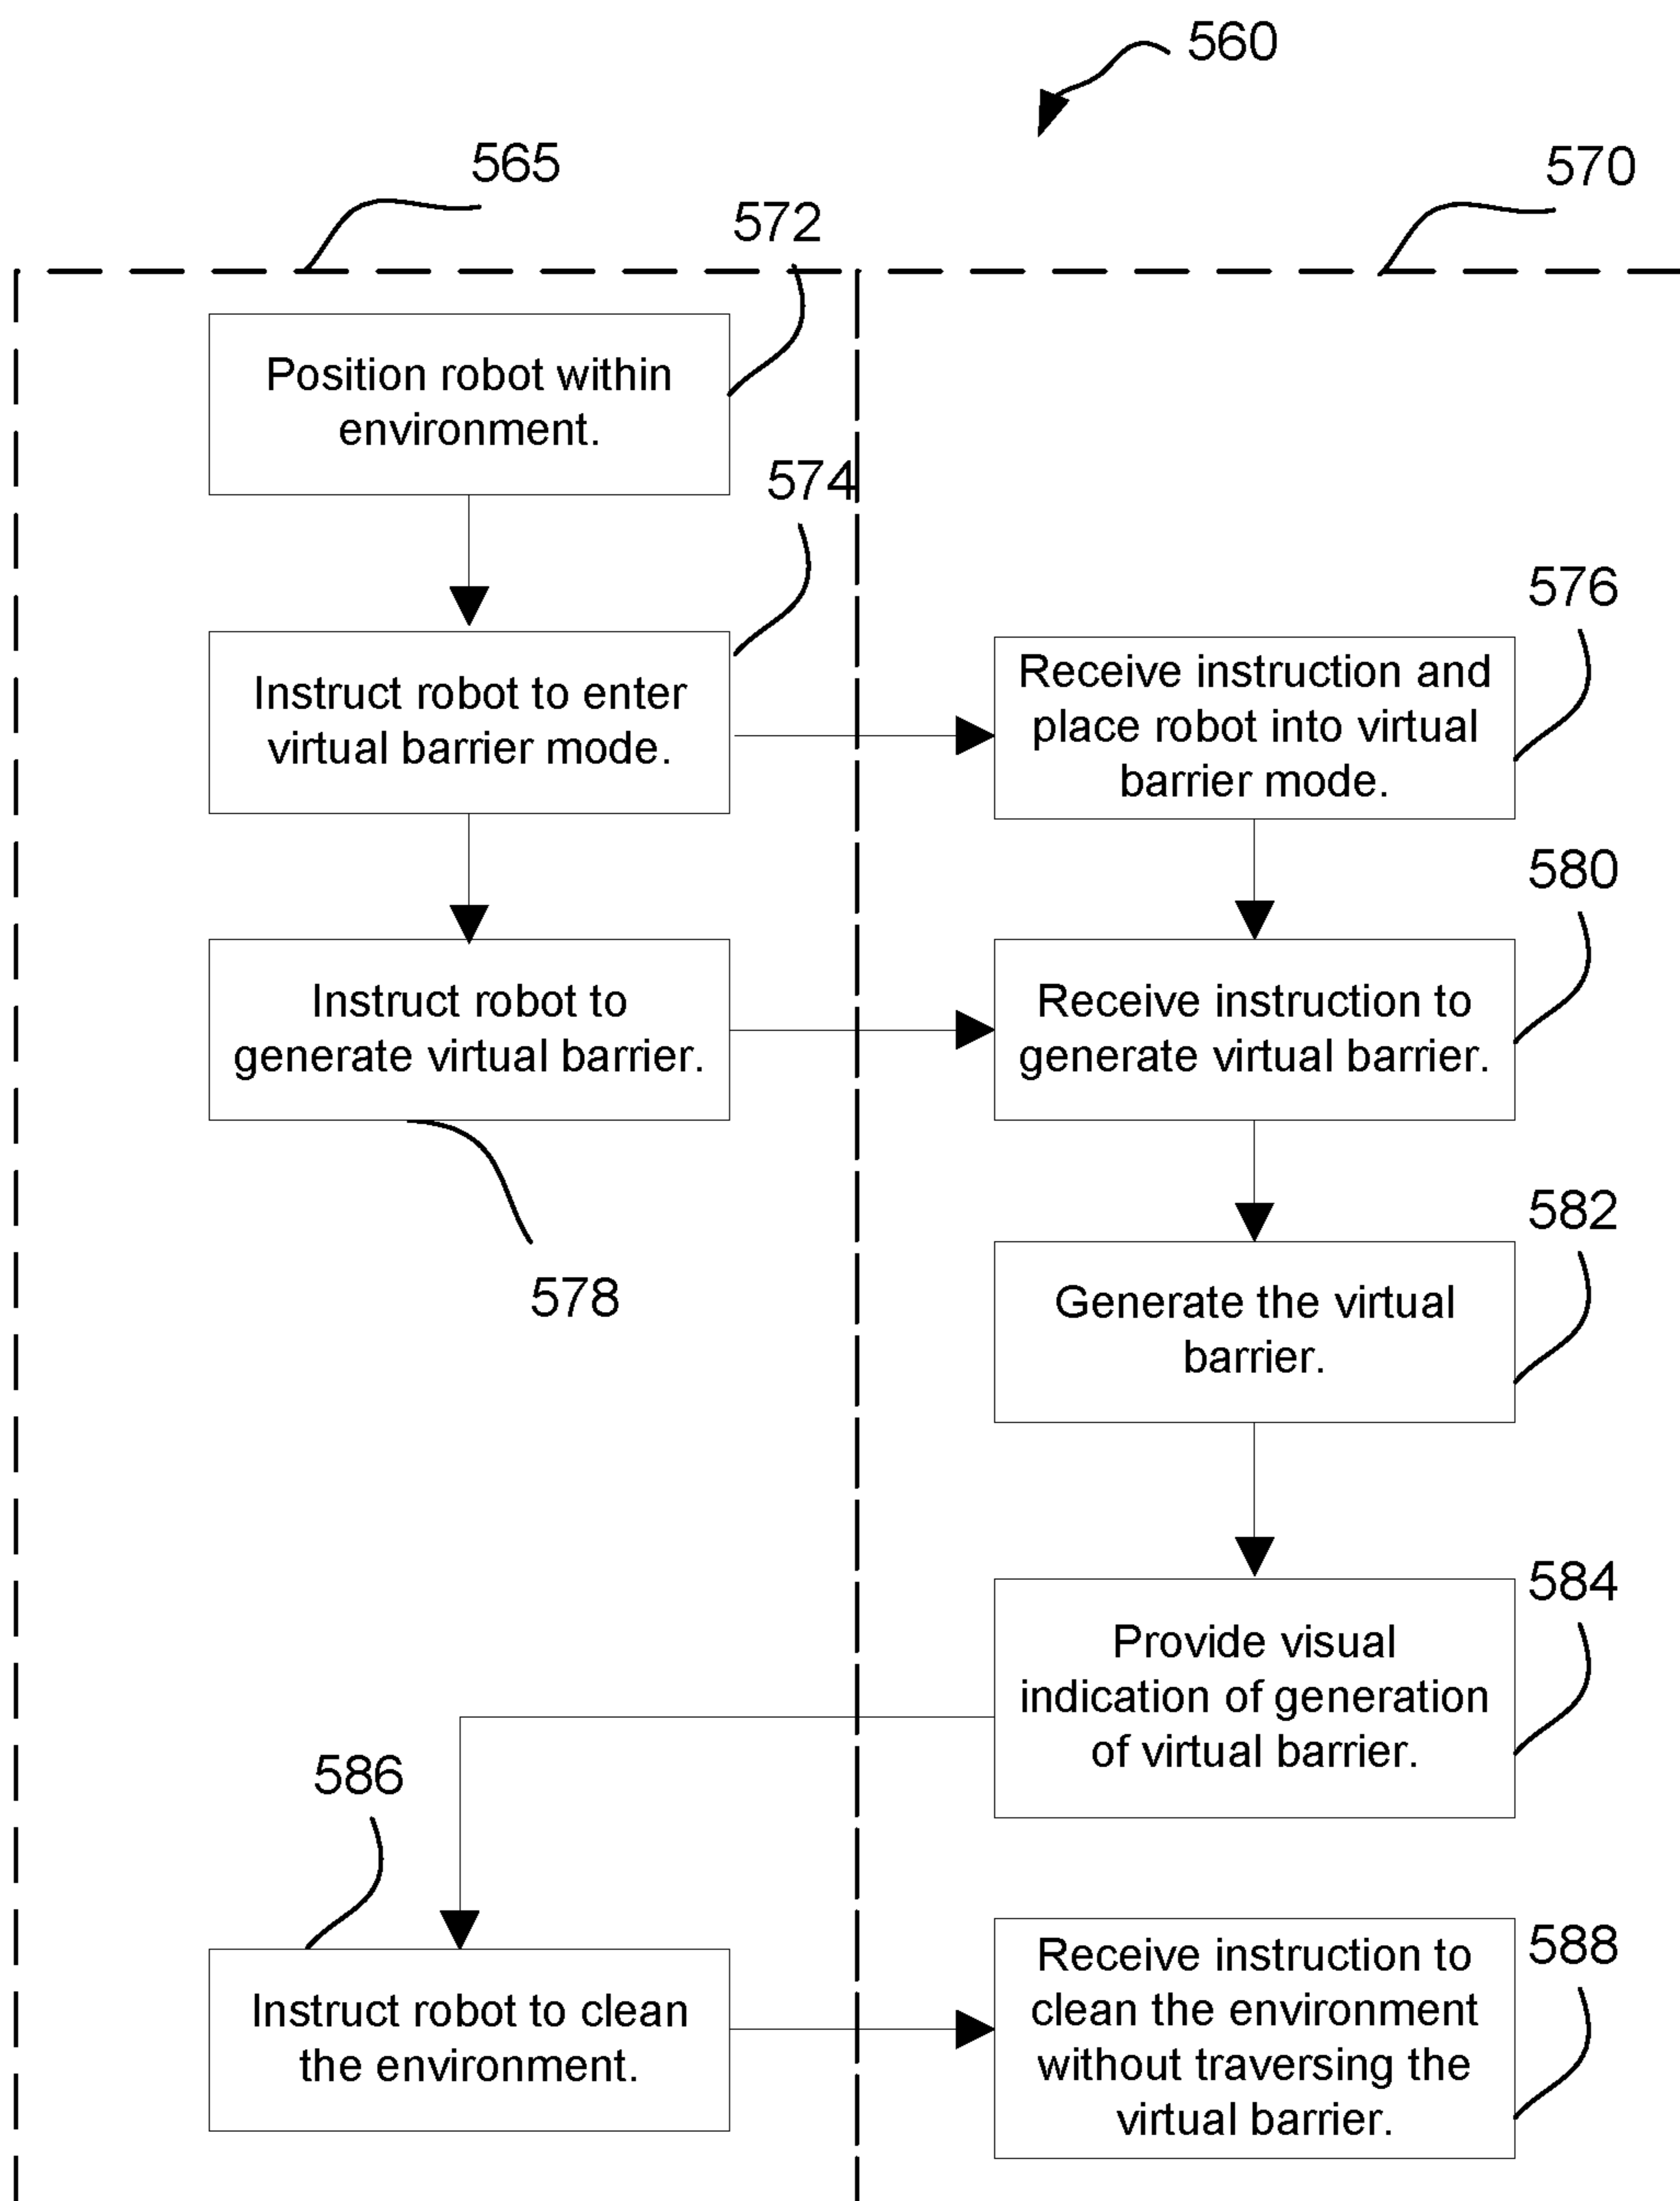 560
565
570
572
Position robot within
environment.
574
Instruct robot to enter
virtual barrier mode.
576
Receive instruction and
place robot into virtual
barrier mode.
Instruct robot to
generate virtual barrier.
578
580
Receive instruction to
generate virtual barrier.
582
Generate the virtual
barrier.
584
Provide visual
indication of generation
of virtual barrier.
586
Instruct robot to clean
the environment.
588
Receive instruction to
clean the environment
without traversing the
virtual barrier.